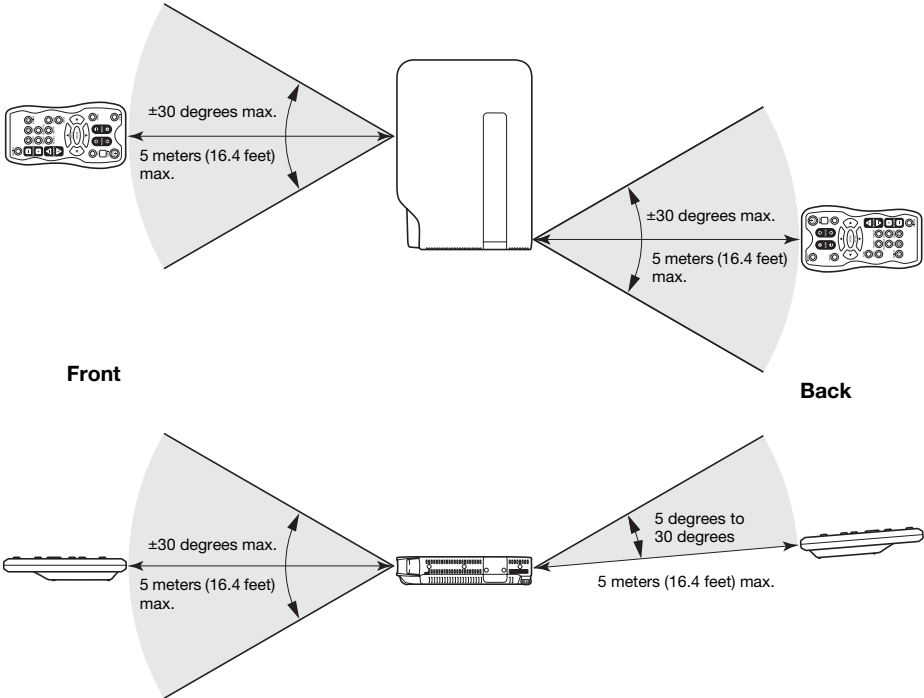 ±30 degrees max.
5 meters (16.4 feet)
max.
±30 degrees max.
5 meters (16.4 feet)
max.
Front
Back
±30 degrees max.
5 meters (16.4 feet)
max.
5 degrees to
30 degrees
5 meters (16.4 feet) max.